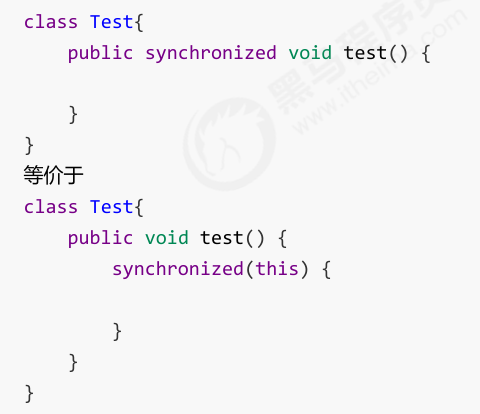 class Test{
    public synchronized void test() {

    }
}
等价于
class Test{
    public void test() {
        synchronized(this) {

        }
    }
}
黑马程序员
www.itheima.com